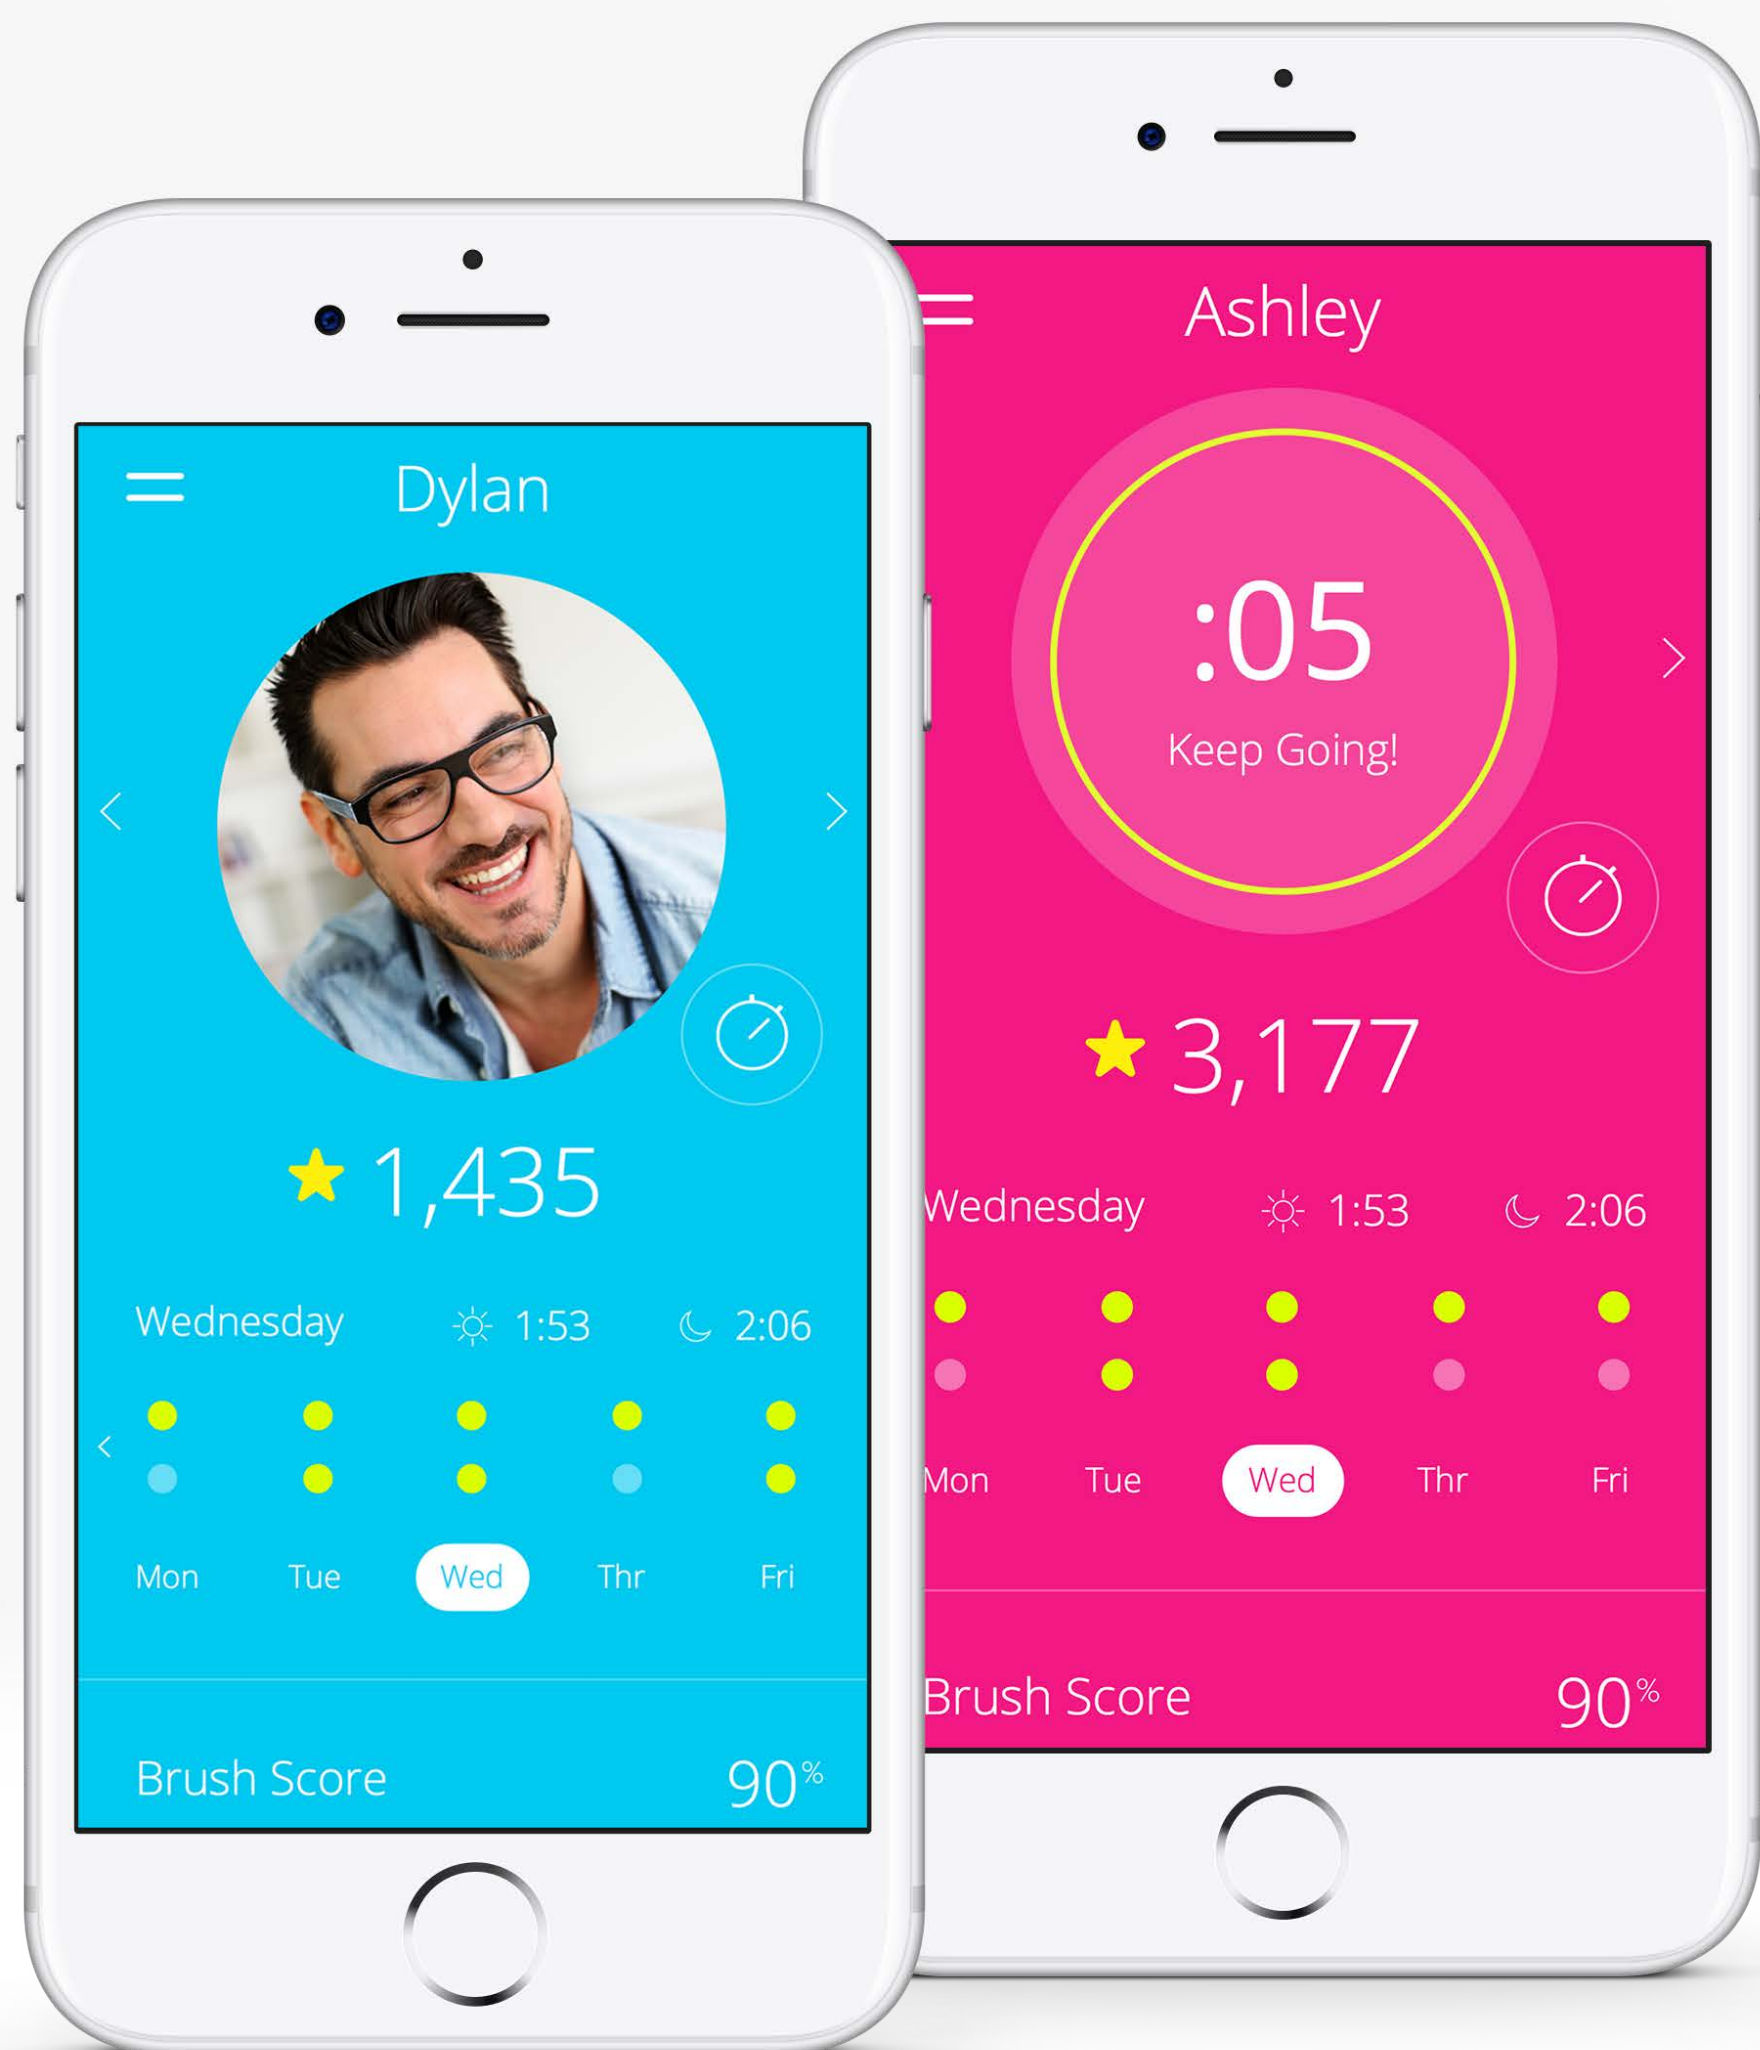 Dylan
1,435
Wednesday 1:53 2:06
Mon Tue Wed Thr Fri
Brush Score 90%
Ashley
:05
Keep Going!
3,177
Wednesday 1:53 2:06
Mon Tue Wed Thr Fri
Brush Score 90%